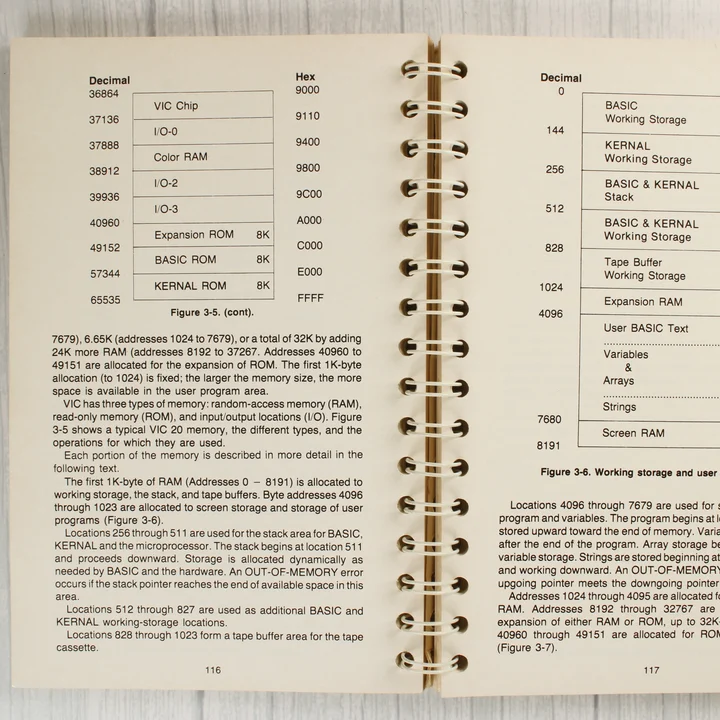 Decimal Hex
36864 9000
VIC Chip
37136 9110
I/O-0
37888 9400
Color RAM
38912 9800
I/O-2
39936 9C00
I/O-3
40960 A000
Expansion ROM 8K
49152 C000
BASIC ROM 8K
57344 E000
KERNAL ROM 8K
65535 FFFF
Figure 3-5. (cont).
7679), 6.65K (addresses 1024 to 7679), or a total of 32K by adding
24K more RAM (addresses 8192 to 37267. Addresses 40960 to
49151 are allocated for the expansion of ROM. The first 1K-byte
allocation (to 1024) is fixed; the larger the memory size, the more
space is available in the user program area.
VIC has three types of memory: random-access memory (RAM),
read-only memory (ROM), and input/output locations (I/O). Figure
3-5 shows a typical VIC 20 memory, the different types, and the
operations for which they are used.
Each portion of the memory is described in more detail in the
following text.
The first 1K-byte of RAM (Addresses 0 – 8191) is allocated to
working storage, the stack, and tape buffers. Byte addresses 4096
through 1023 are allocated to screen storage and storage of user
programs (Figure 3-6).
Locations 256 through 511 are used for the stack area for BASIC,
KERNAL and the microprocessor. The stack begins at location 511
and proceeds downward. Storage is allocated dynamically as
needed by BASIC and the hardware. An OUT-OF-MEMORY error
occurs if the stack pointer reaches the end of available space in this
area.
Locations 512 through 827 are used as additional BASIC and
KERNAL working-storage locations.
Locations 828 through 1023 form a tape buffer area for the tape
cassette.
116
Decimal
0
BASIC
Working Storage
144
KERNAL
Working Storage
256
BASIC & KERNAL
Stack
512
BASIC & KERNAL
Working Storage
828
Tape Buffer
Working Storage
1024
Expansion RAM
4096
User BASIC Text
Variables
&
Arrays
Strings
7680
Screen RAM
8191
Figure 3-6. Working storage and user
Locations 4096 through 7679 are used for
program and variables. The program begins at
stored upward toward the end of memory.
after the end of the program. Array storage
variable storage. Strings are stored beginning at
and working downward. An OUT-OF-MEMORY
upgoing pointer meets the downgoing pointer
Addresses 1024 through 4095 are allocated
RAM. Addresses 8192 through 32767 are
expansion of either RAM or ROM, up to 32K
40960 through 49151 are allocated for ROM
(Figure 3-7).
117